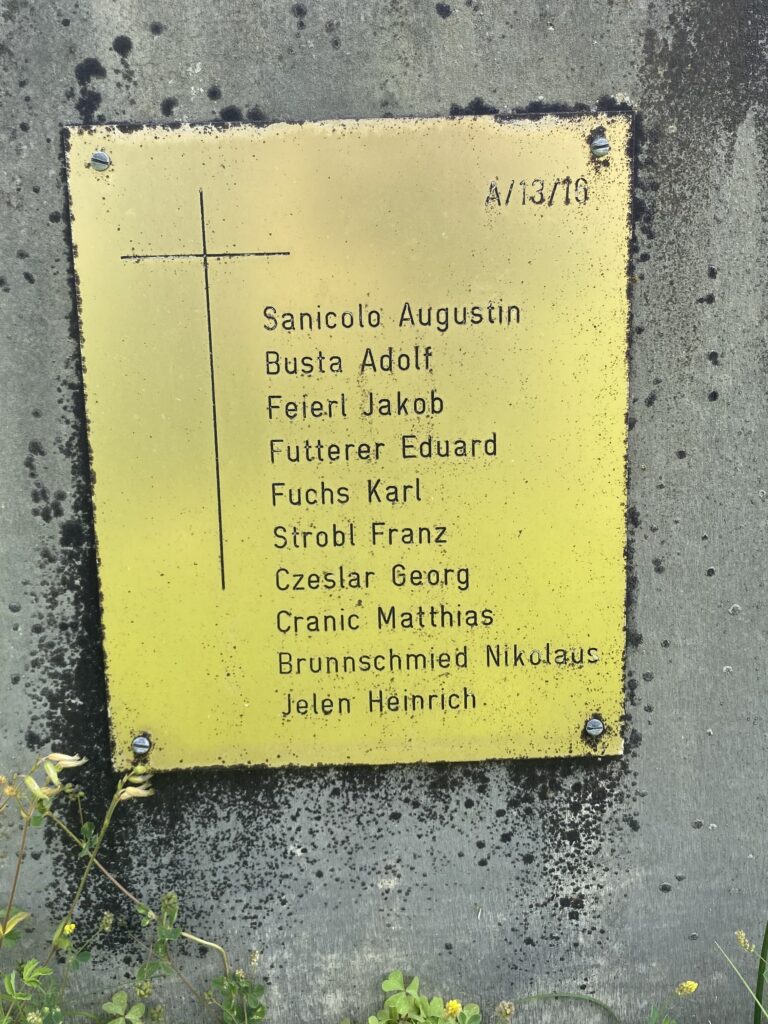 A/13/16
Sanicolo Augustin
Busta Adolf
Feierl Jakob
Futterer Eduard
Fuchs Karl
Strobl Franz
Czeslar Georg
Cranic Matthias
Brunnschmied Nikolaus
Jelen Heinrich